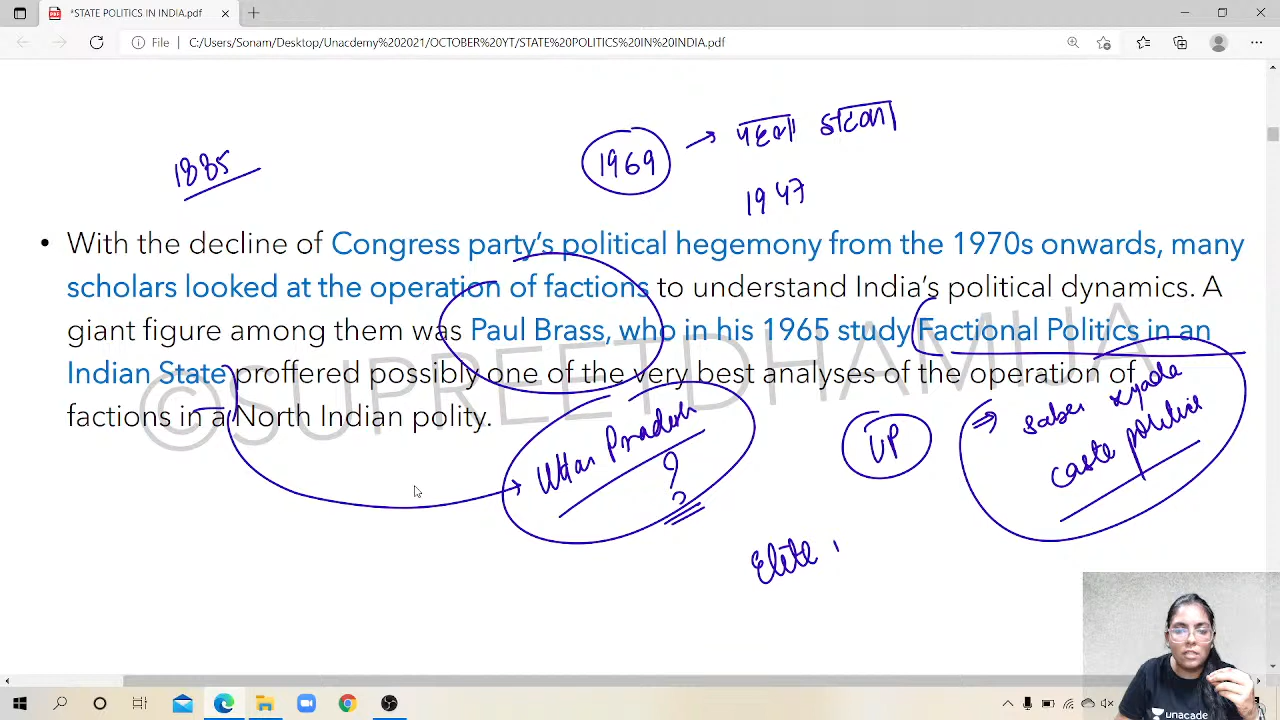 *STATE POLITICS IN INDIA.pdf
File C:/Users/Sonam/Desktop/Unacdemy%202021/OCTOBER%20YT/STATE%20POLITICS%20IN%20INDIA.pdf
1969 → पहला
1885
1947
• With the decline of Congress party's political hegemony from the 1970s onwards, many
scholars looked at the operation of factions to understand India's political dynamics. A
giant figure among them was Paul Brass, who in his 1965 study Factional Politics in an
Indian State proffered possibly one of the very best analyses of the operation of
factions in a North Indian polity.
©SUPREETDHAMIJA
Uttar Pradesh
?
UP
⇒ sabse zyada
caste politics
Elite
unacade